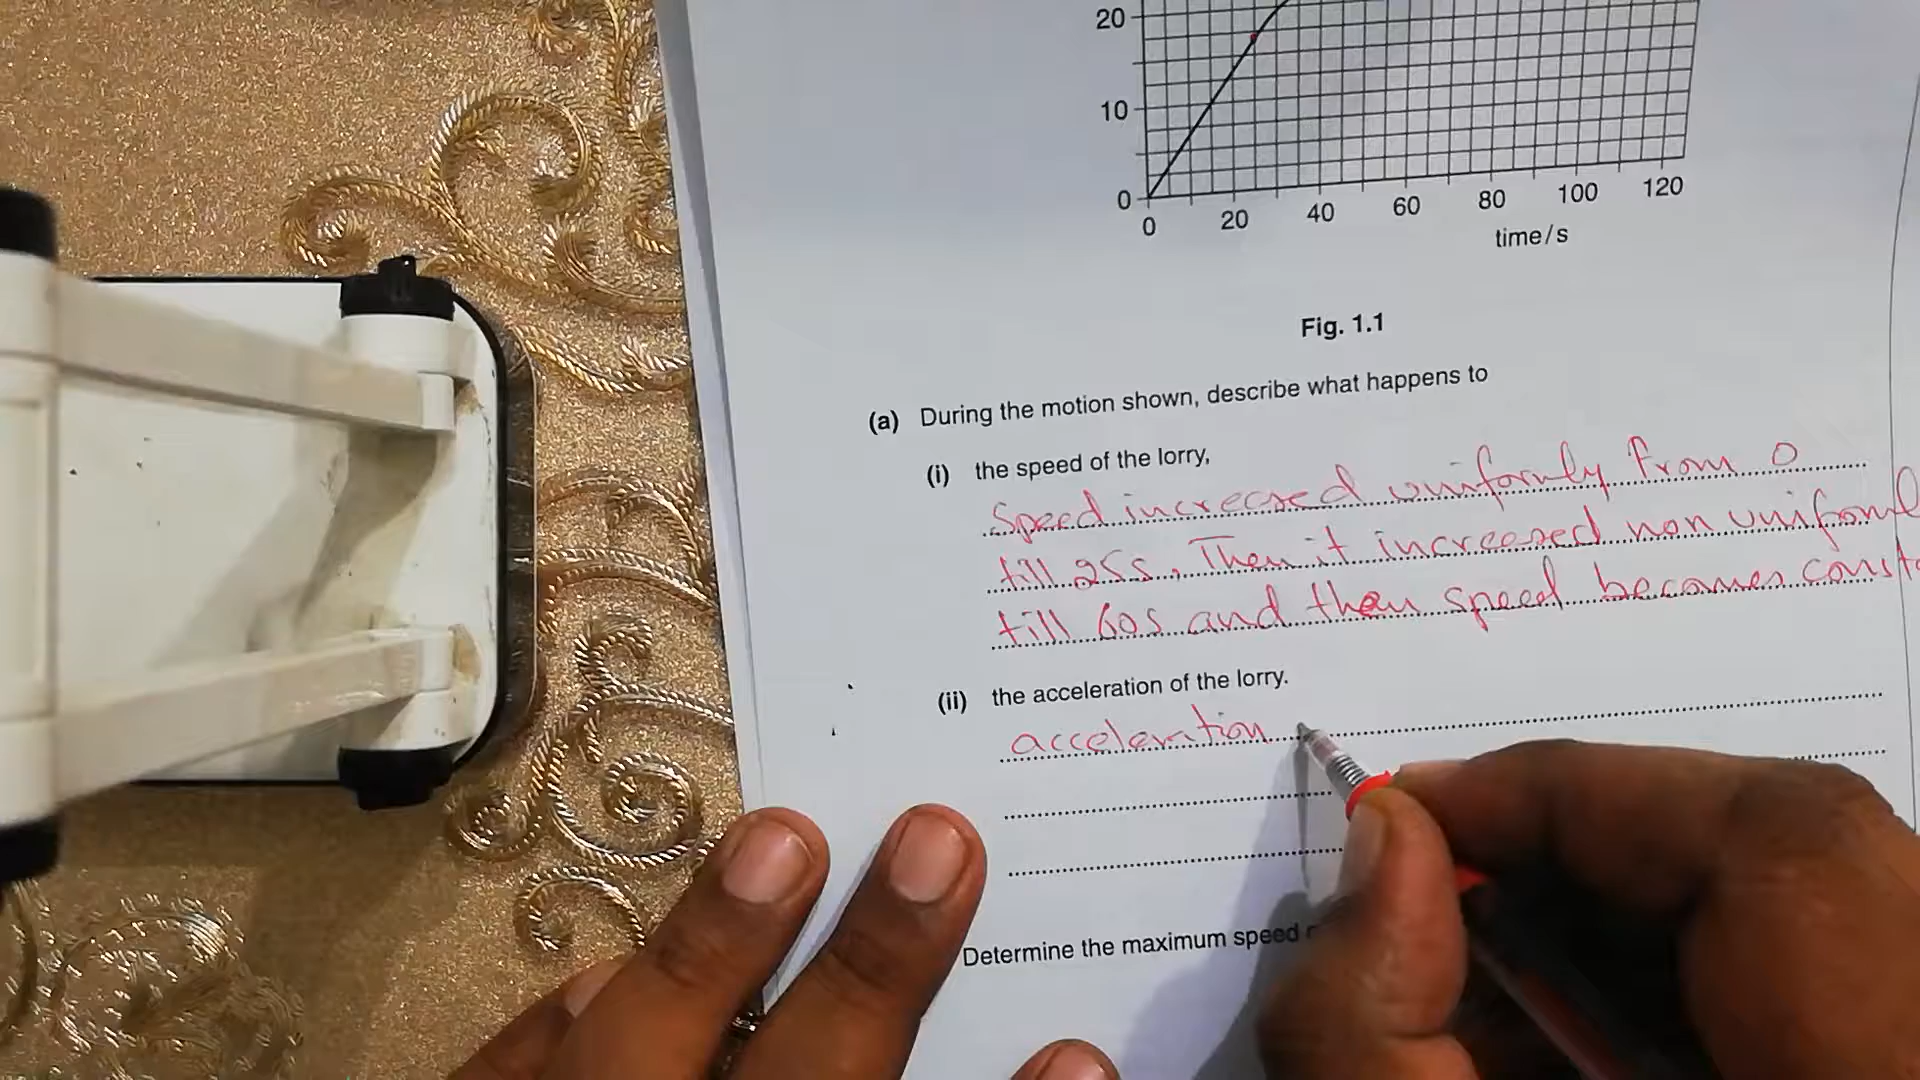 20
10
0
0 20 40 60 80 100 120
time/s
Fig. 1.1
(a) During the motion shown, describe what happens to
(i) the speed of the lorry,
Speed increased uniformly from 0
till 25s. Then it increased non uniforml
till 60s and then speed becomes const
(ii) the acceleration of the lorry.
acceleration
Determine the maximum speed